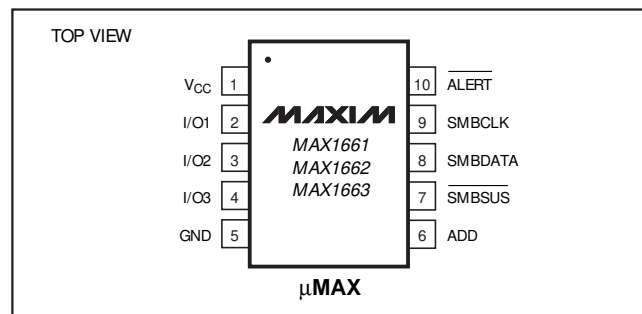 TOP VIEW
VCC 1
I/O1 2
I/O2 3
I/O3 4
GND 5
MAXIM
MAX1661
MAX1662
MAX1663
10 ALERT
9 SMBCLK
8 SMBDATA
7 SMBSUS
6 ADD
µMAX